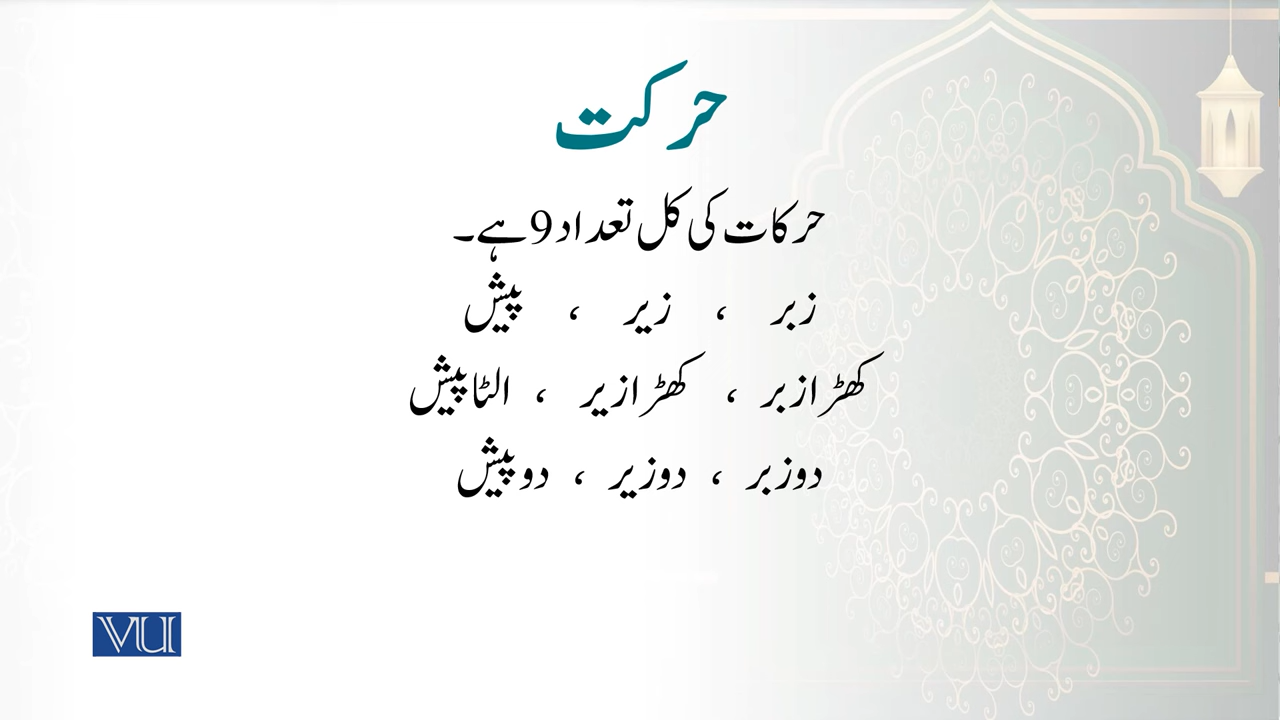 حرکت
حرکات کی کل تعداد 9 ہے۔
زبر ، زیر ، پیش
کھڑا زبر ، کھڑا زیر ، الٹا پیش
دو زبر ، دو زیر ، دو پیش
VU